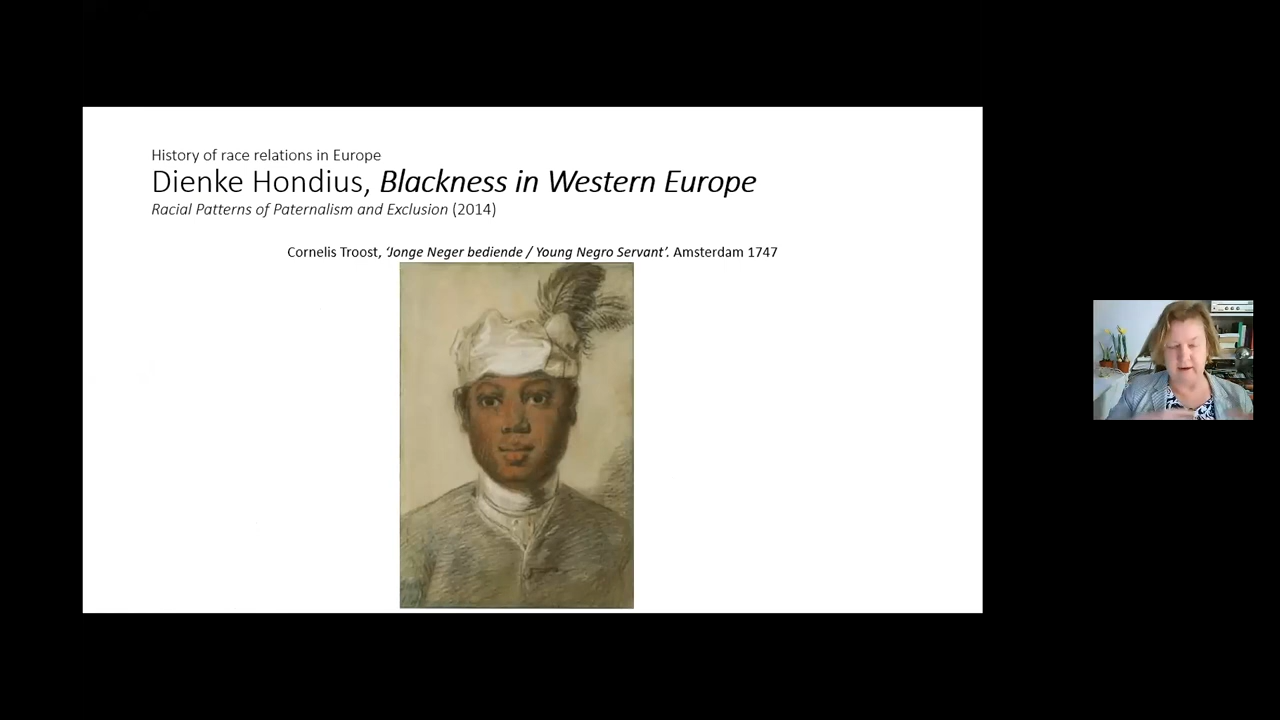 History of race relations in Europe
Dienke Hondius, Blackness in Western Europe
Racial Patterns of Paternalism and Exclusion (2014)
Cornelis Troost, ‘Jonge Neger bediende / Young Negro Servant’. Amsterdam 1747